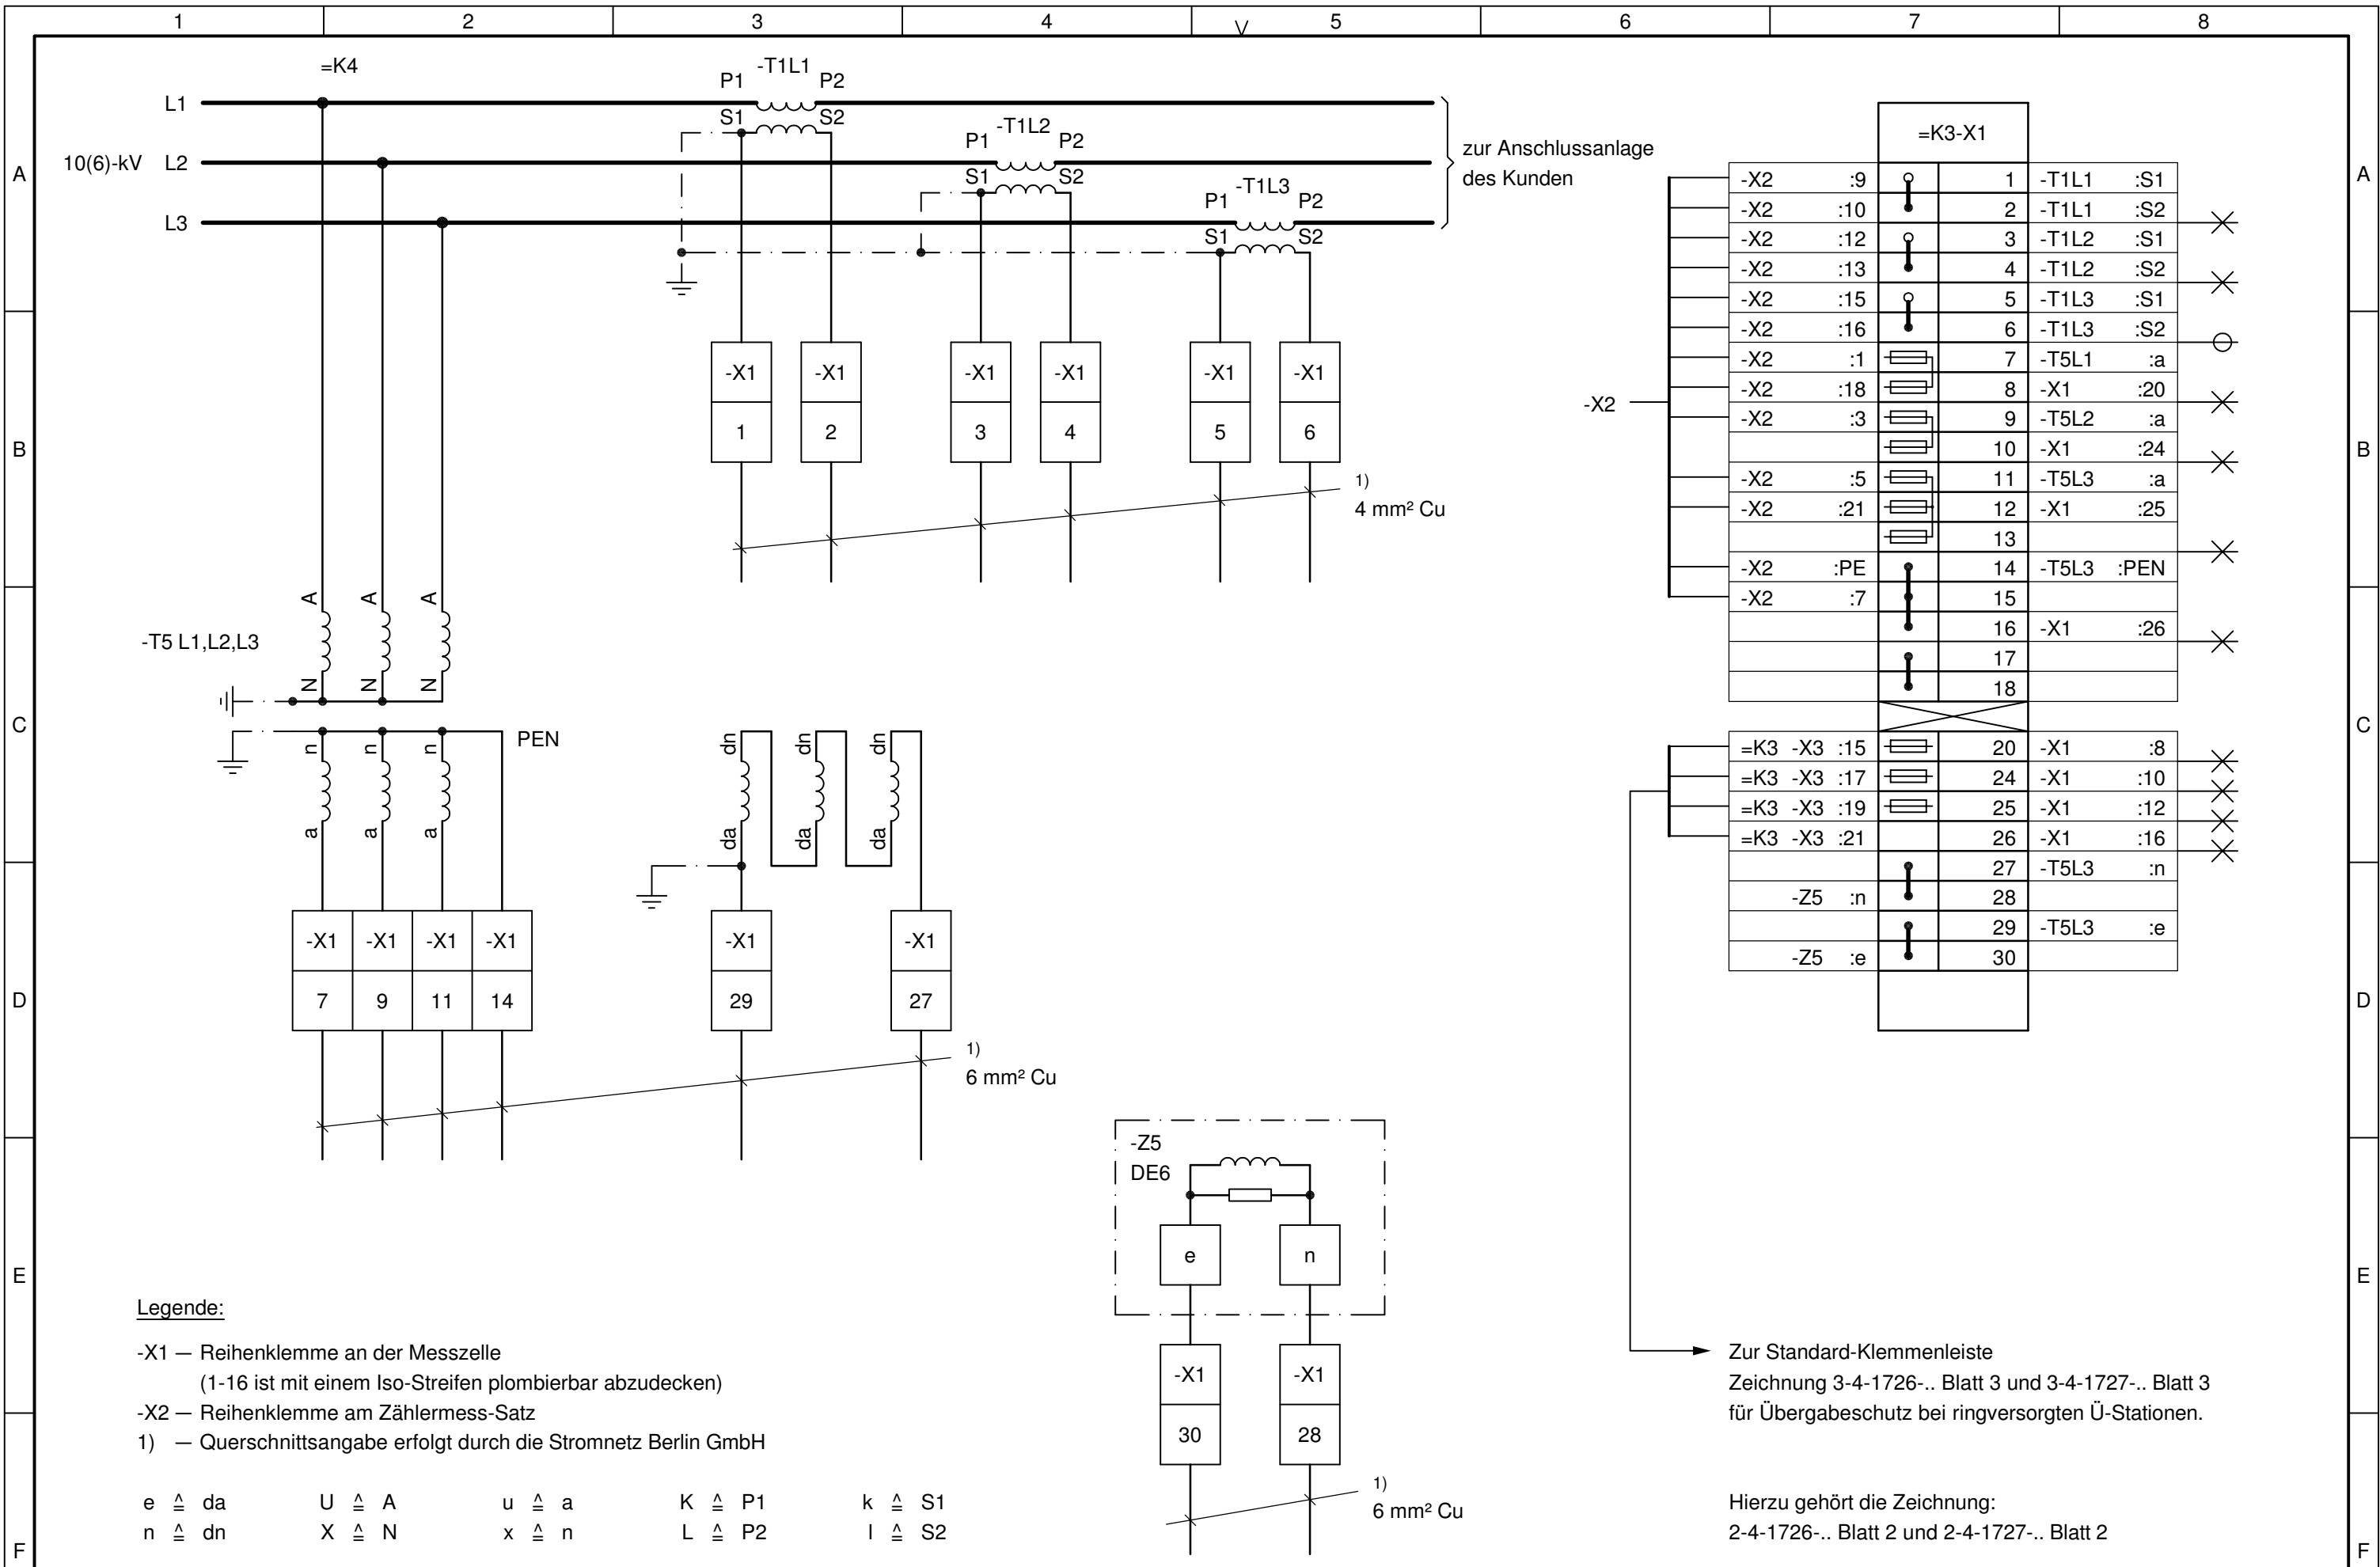 1 2 3 4 5 6 7 8
A B C D E F
A B C D E F
=K4
10(6)-kV
L1
L2
L3
-T1L1
P1 P2
S1 S2
-T1L2
P1 P2
S1 S2
-T1L3
P1 P2
S1 S2
zur Anschlussanlage
des Kunden
-X1 -X1 -X1 -X1 -X1 -X1
1 2 3 4 5 6
1)
4 mm² Cu
-T5 L1,L2,L3
A A A
N N N
PEN
n n n
a a a
dn dn dn
da da da
-X1 -X1 -X1 -X1 -X1 -X1
7 9 11 14 29 27
1)
6 mm² Cu
-Z5
DE6
e n
-X1 -X1
30 28
1)
6 mm² Cu
-X2
=K3-X1
-X2 :9 1 -T1L1 :S1
-X2 :10 2 -T1L1 :S2
-X2 :12 3 -T1L2 :S1
-X2 :13 4 -T1L2 :S2
-X2 :15 5 -T1L3 :S1
-X2 :16 6 -T1L3 :S2
-X2 :1 7 -T5L1 :a
-X2 :18 8 -X1 :20
-X2 :3 9 -T5L2 :a
10 -X1 :24
-X2 :5 11 -T5L3 :a
-X2 :21 12 -X1 :25
13
-X2 :PE 14 -T5L3 :PEN
-X2 :7 15
16 -X1 :26
17
18
=K3 -X3 :15 20 -X1 :8
=K3 -X3 :17 24 -X1 :10
=K3 -X3 :19 25 -X1 :12
=K3 -X3 :21 26 -X1 :16
27 -T5L3 :n
-Z5 :n 28
29 -T5L3 :e
-Z5 :e 30
Zur Standard-Klemmenleiste
Zeichnung 3-4-1726-.. Blatt 3 und 3-4-1727-.. Blatt 3
für Übergabeschutz bei ringversorgten Ü-Stationen.
Hierzu gehört die Zeichnung:
2-4-1726-.. Blatt 2 und 2-4-1727-.. Blatt 2
Legende:
-X1 — Reihenklemme an der Messzelle
(1-16 ist mit einem Iso-Streifen plombierbar abzudecken)
-X2 — Reihenklemme am Zählermess-Satz
1) — Querschnittsangabe erfolgt durch die Stromnetz Berlin GmbH
e ≙ da U ≙ A u ≙ a K ≙ P1 k ≙ S1
n ≙ dn X ≙ N x ≙ n L ≙ P2 l ≙ S2